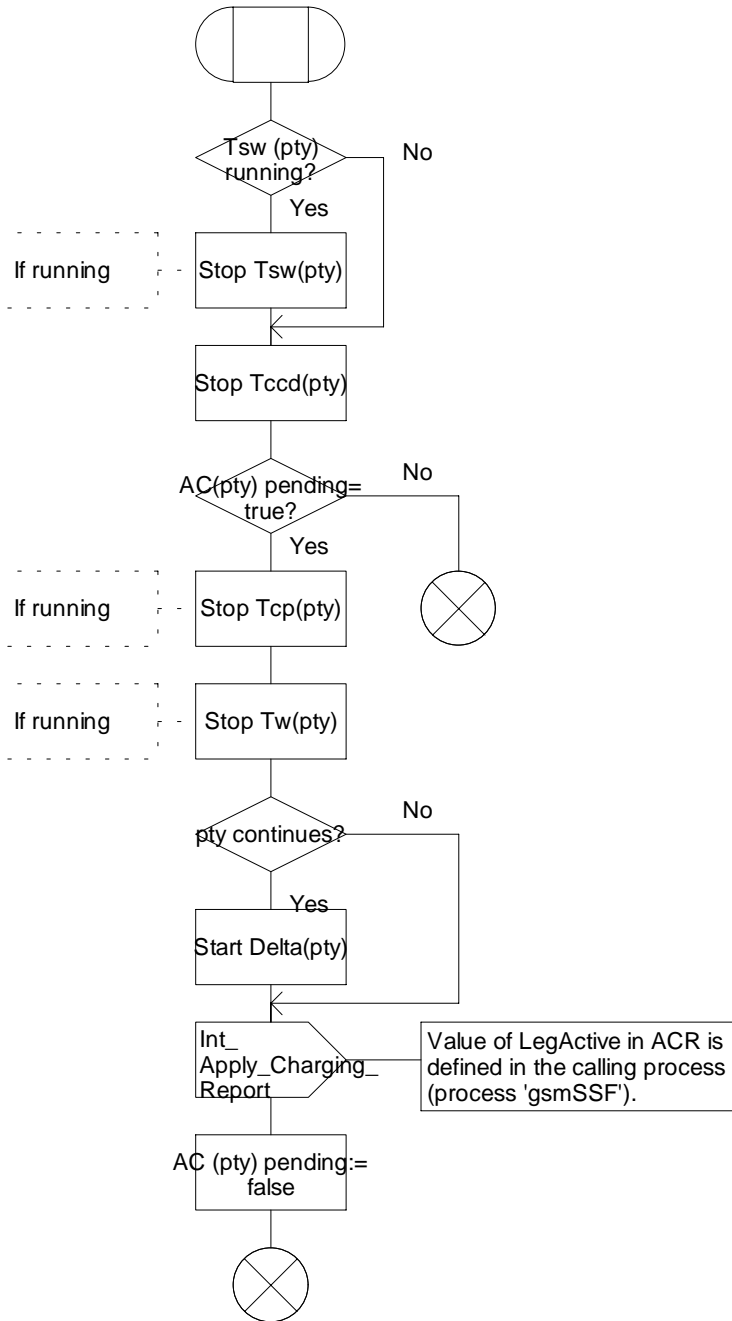 Tsw (pty)
running?
No
Yes
If running
Stop Tsw(pty)
Stop Tccd(pty)
AC(pty) pending=
true?
No
Yes
If running
Stop Tcp(pty)
If running
Stop Tw(pty)
pty continues?
No
Yes
Start Delta(pty)
Int_
Apply_Charging_
Report
Value of LegActive in ACR is
defined in the calling process
(process 'gsmSSF').
AC (pty) pending:=
false